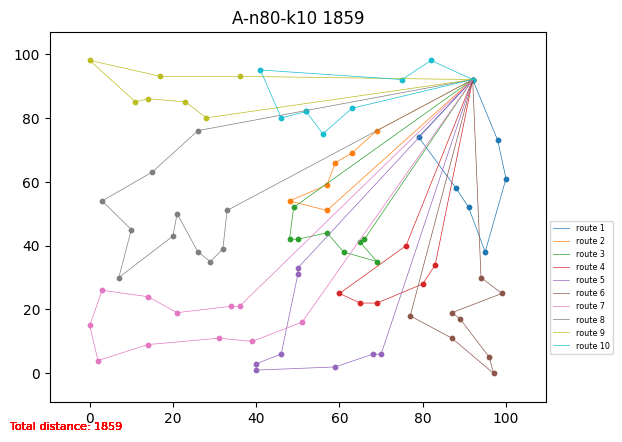 A-n80-k10 1859
100
80
60
40
20
0
0 20 40 60 80 100
route 1
route 2
route 3
route 4
route 5
route 6
route 7
route 8
route 9
route 10
Total distance: 1859